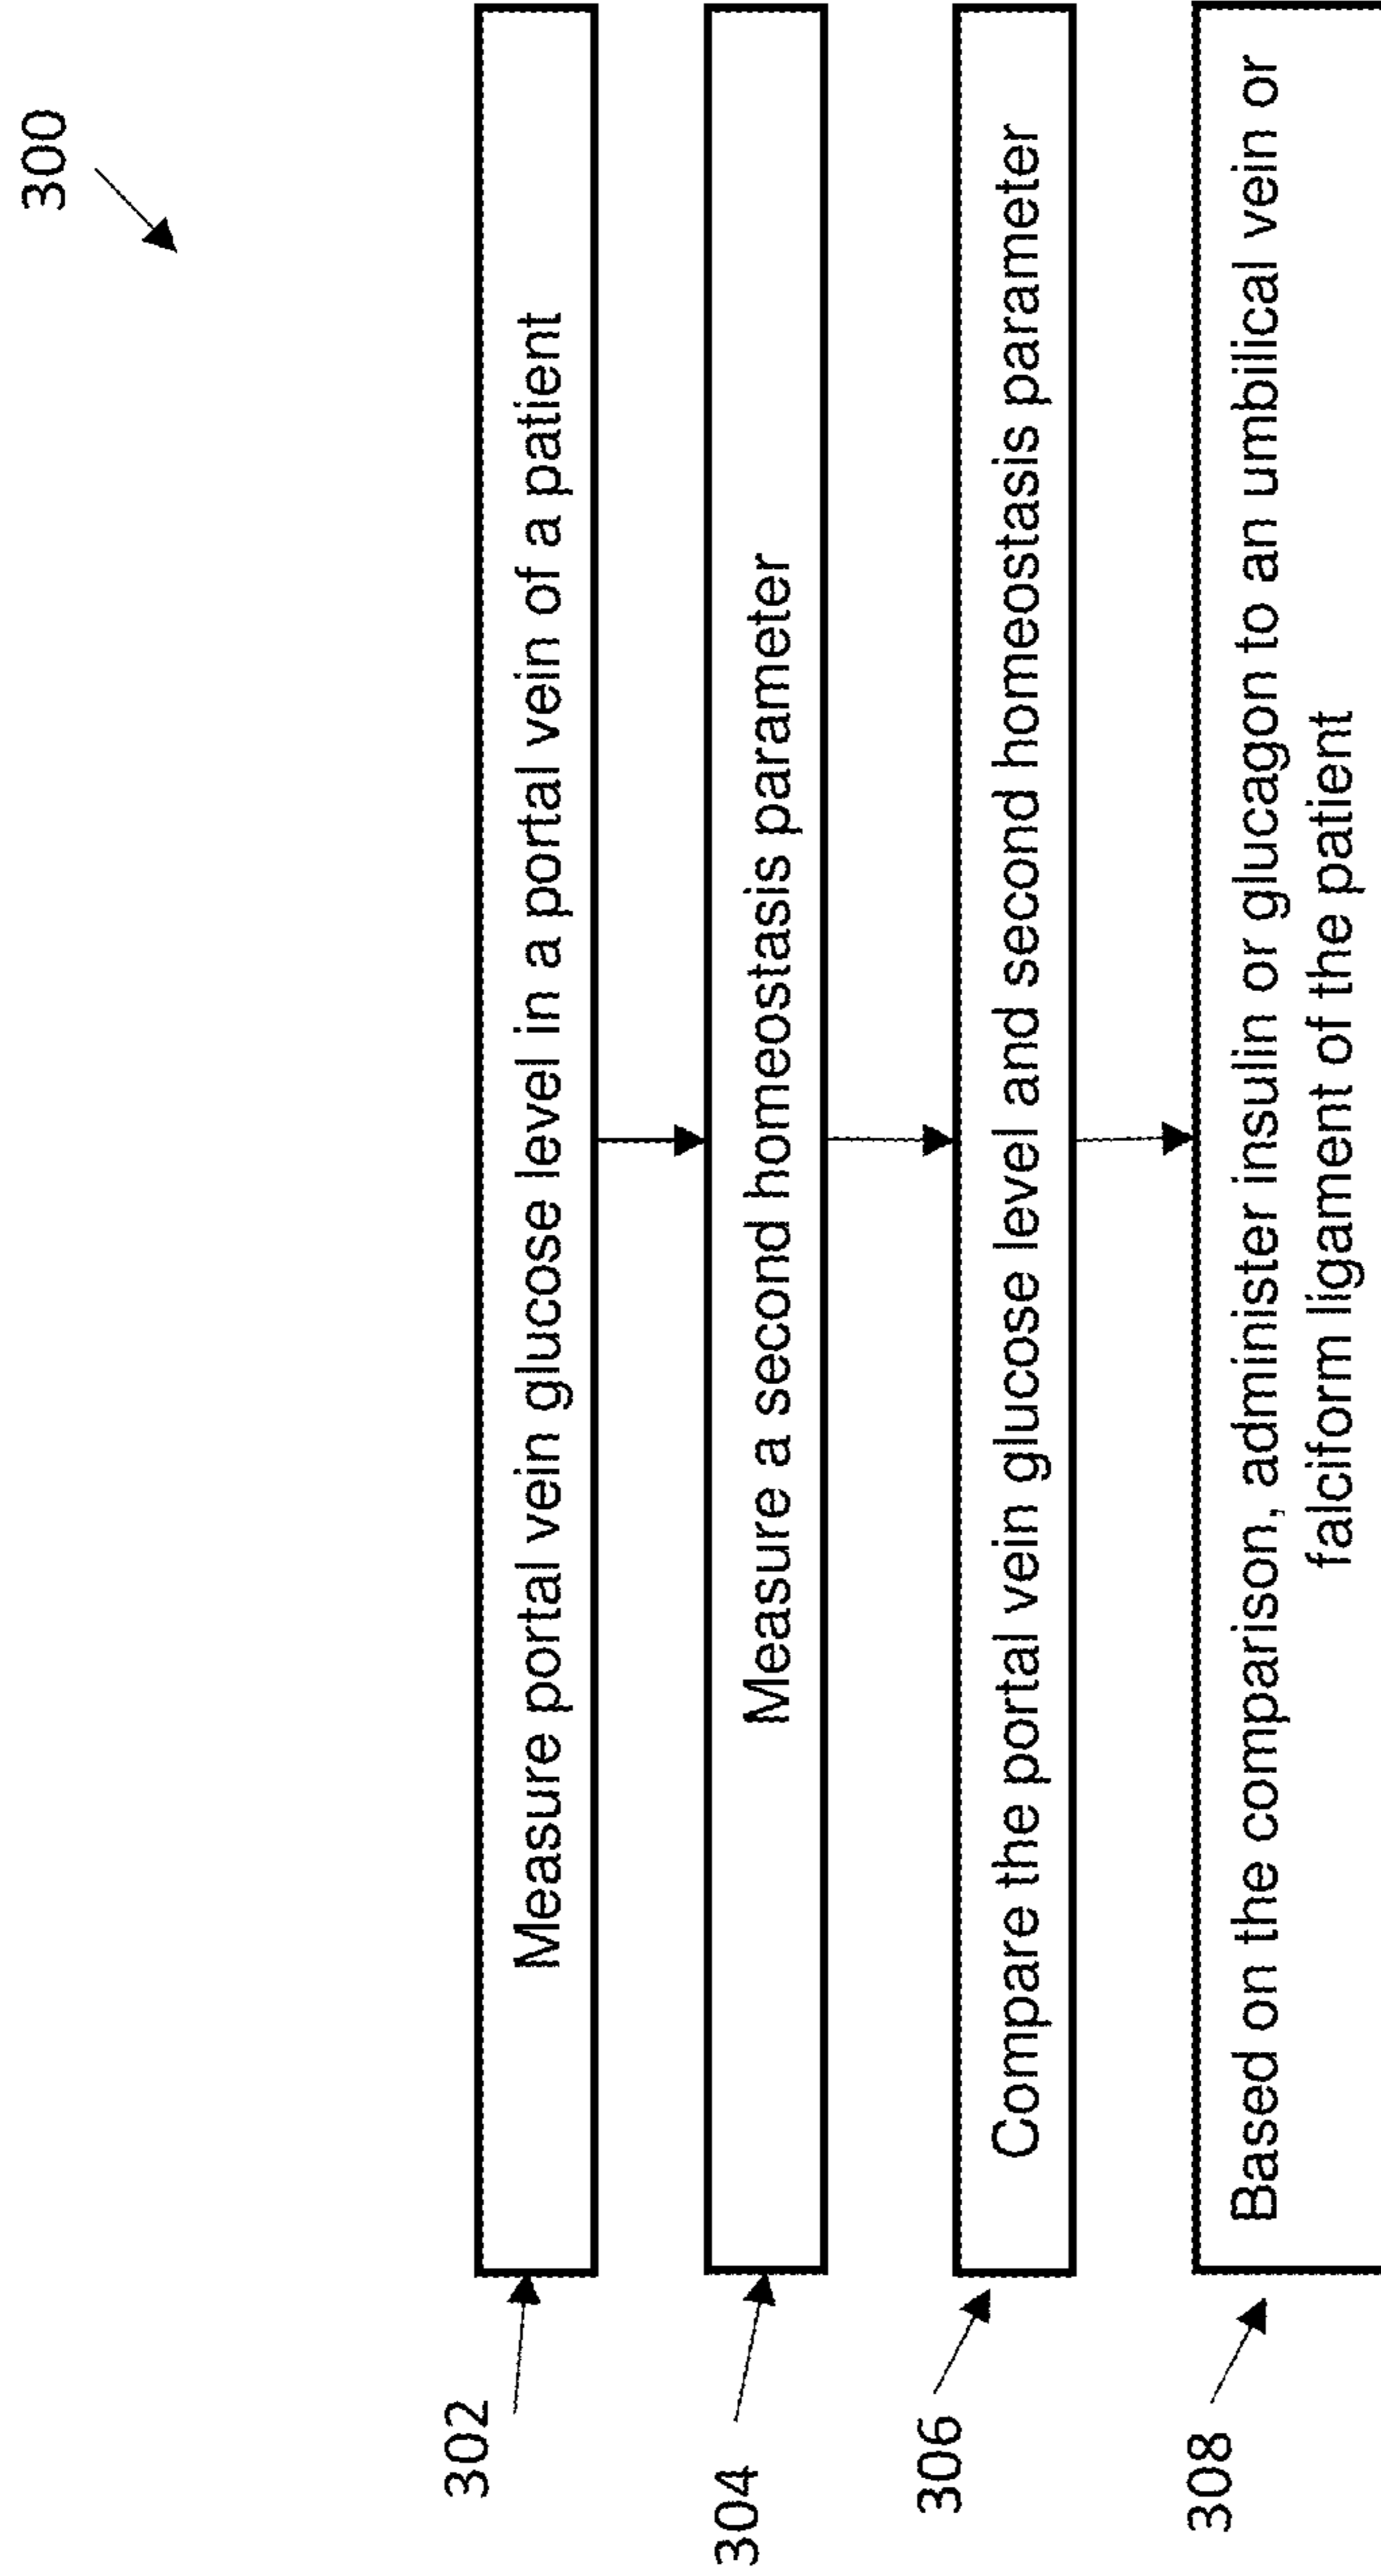 300
302
Measure portal vein glucose level in a portal vein of a patient
304
Measure a second homeostasis parameter
306
Compare the portal vein glucose level and second homeostasis parameter
308
Based on the comparison, administer insulin or glucagon to an umbilical vein or
falciform ligament of the patient